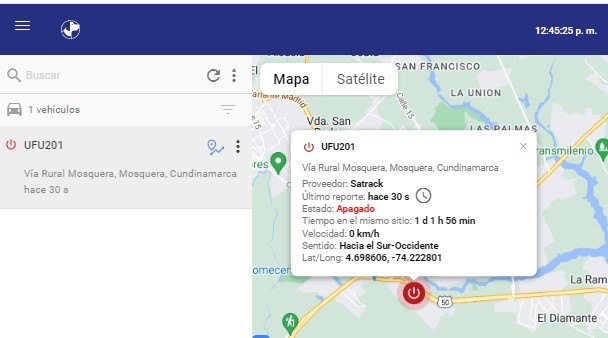 12:45:25 p. m.
Buscar
1 vehículos
UFU201
Vía Rural Mosquera, Mosquera, Cundinamarca
hace 30 s
Mapa
Satélite
SAN FRANCISCO
LA UNION
Calle 15
Vda. San
LAS PALMAS
UFU201
Vía Rural Mosquera, Mosquera, Cundinamarca
Proveedor: Satrack
Último reporte: hace 30 s
Estado: Apagado
Tiempo en el mismo sitio: 1 d 1 h 56 min
Velocidad: 0 km/h
Sentido: Hacia el Sur-Occidente
Lat/Long: 4.698606, -74.222801
ansmilenio
res
omecen
50
La Ram
El Diamante